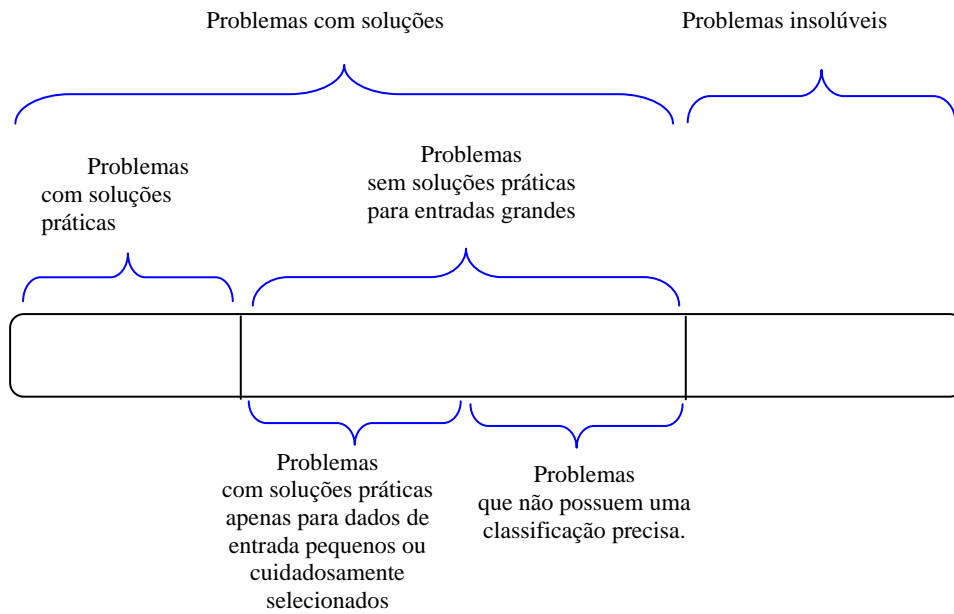 Problemas com soluções
Problemas insolúveis
Problemas
com soluções
práticas
Problemas
sem soluções práticas
para entradas grandes
Problemas
com soluções práticas
apenas para dados de
entrada pequenos ou
cuidadosamente
selecionados
Problemas
que não possuem uma
classificação precisa.